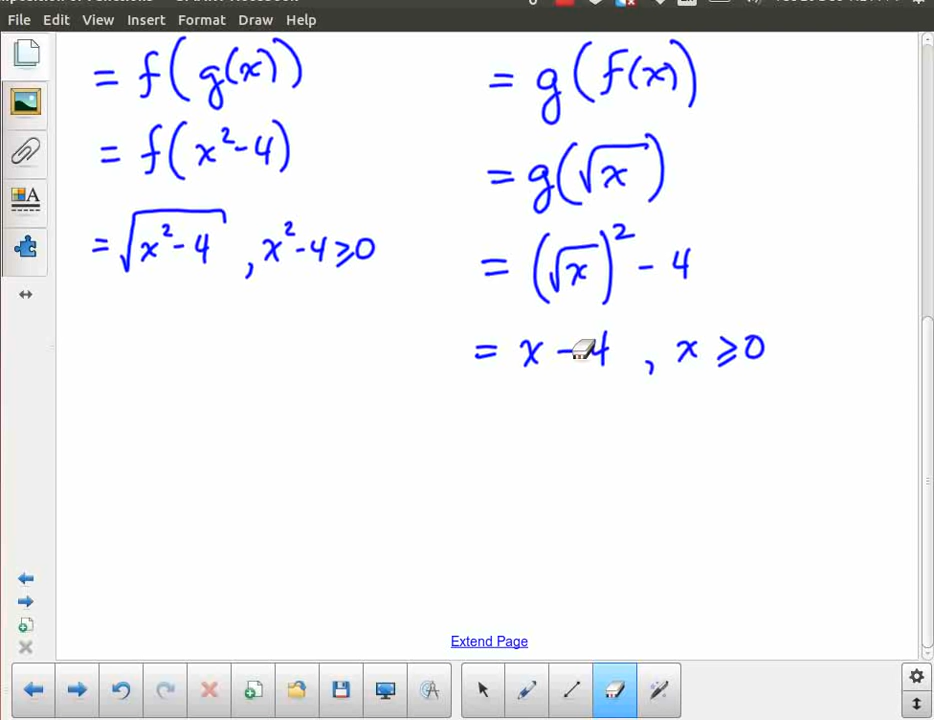 File Edit View Insert Format Draw Help
= f(g(x))
= f(x²-4)
= √(x²-4) , x²-4≥0
= g(f(x))
= g(√x)
= (√x)² - 4
= x - 4 , x ≥0
Extend Page